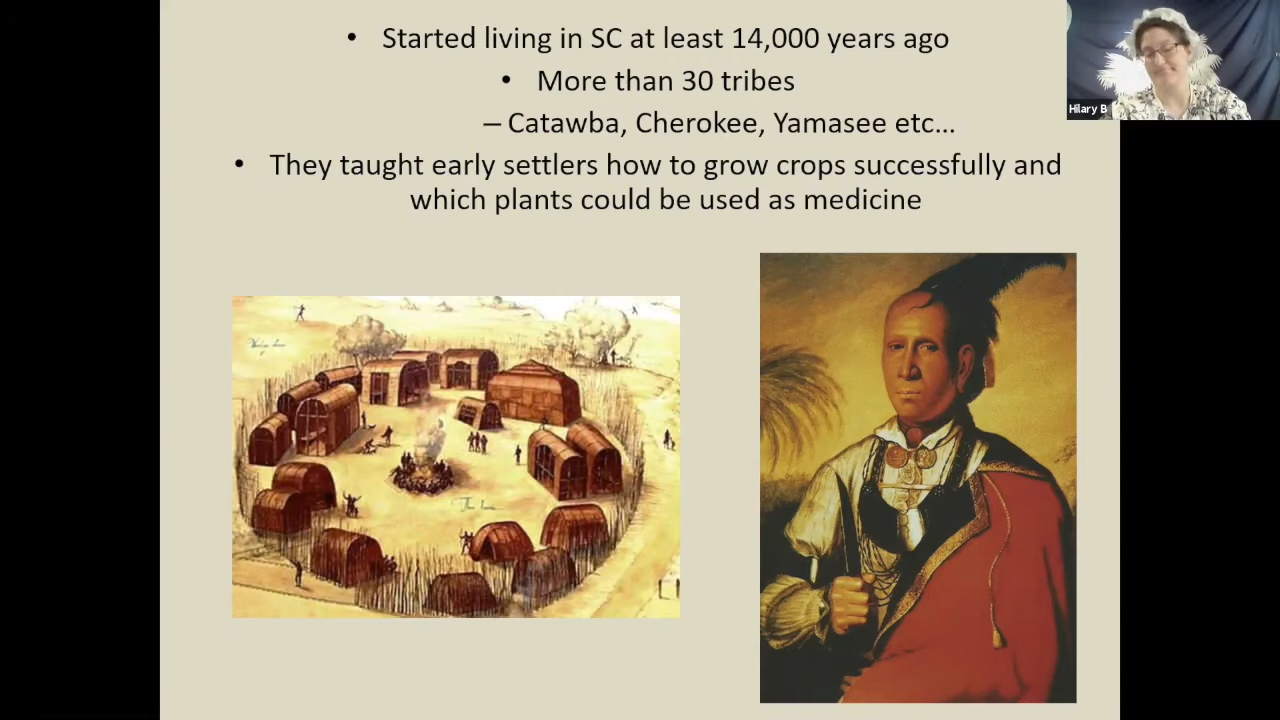 • Started living in SC at least 14,000 years ago
• More than 30 tribes
– Catawba, Cherokee, Yamasee etc…
• They taught early settlers how to grow crops successfully and
which plants could be used as medicine
Hilary B